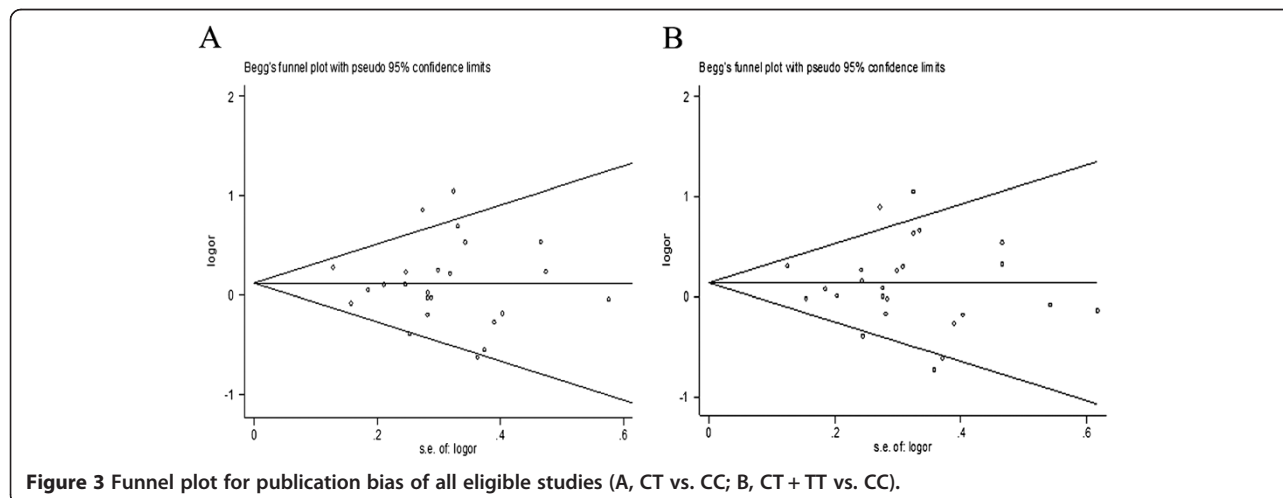 A
B
Begg's funnel plot with pseudo 95% confidence limits
Begg's funnel plot with pseudo 95% confidence limits
2
1
0
-1
logor
0
.2
.4
.6
s.e. of: logor
2
1
0
-1
logor
0
.2
.4
.6
s.e. of: logor
Figure 3 Funnel plot for publication bias of all eligible studies (A, CT vs. CC; B, CT + TT vs. CC).